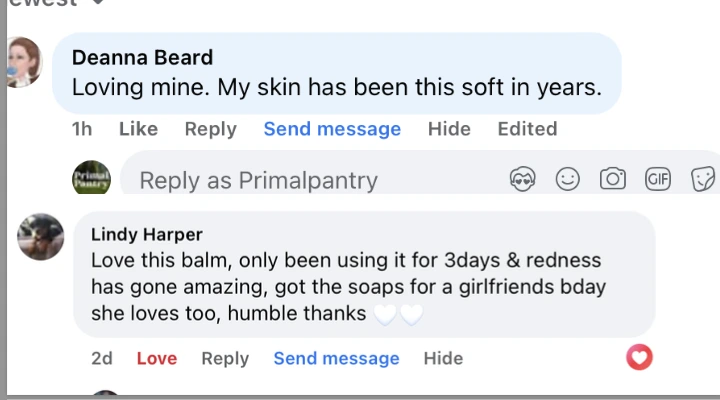 ewest
Deanna Beard
Loving mine. My skin has been this soft in years.
1h Like Reply Send message Hide Edited
Primal
Pantry
Reply as Primalpantry
GIF
Lindy Harper
Love this balm, only been using it for 3days & redness
has gone amazing, got the soaps for a girlfriends bday
she loves too, humble thanks 🤍🤍
2d Love Reply Send message Hide